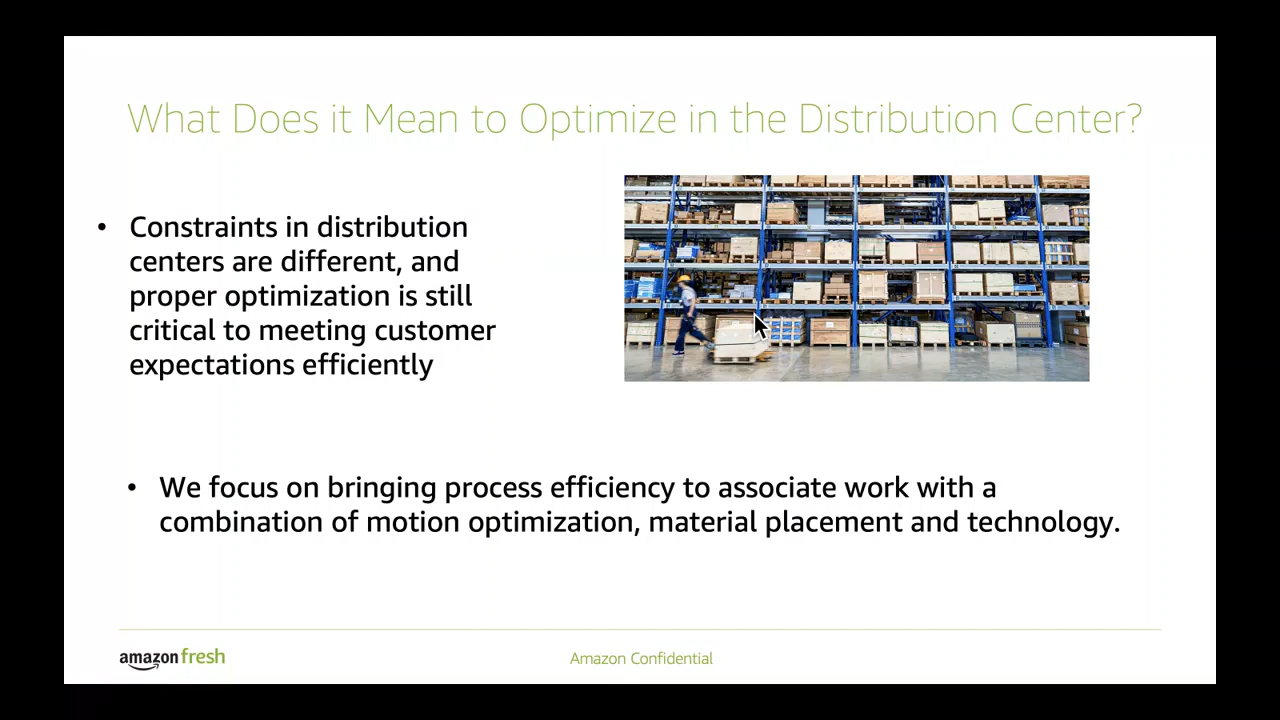 What Does it Mean to Optimize in the Distribution Center?
• Constraints in distribution
centers are different, and
proper optimization is still
critical to meeting customer
expectations efficiently
• We focus on bringing process efficiency to associate work with a
combination of motion optimization, material placement and technology.
amazon fresh
Amazon Confidential